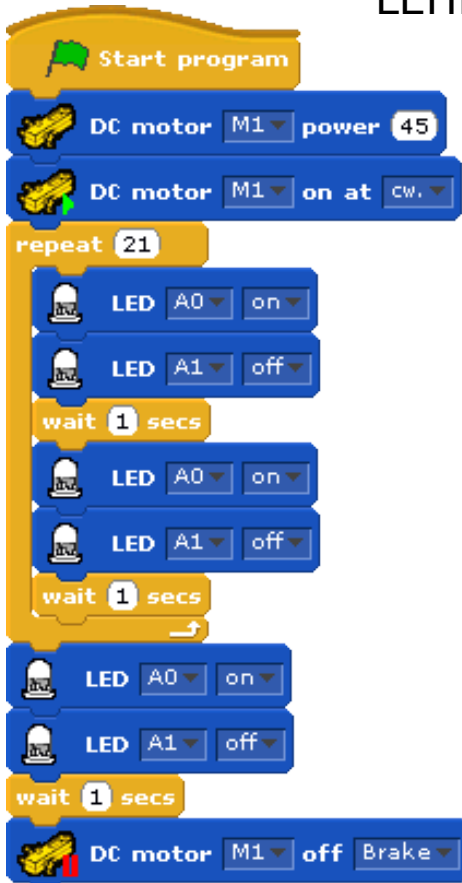 Start program
DC motor M1 power 45
DC motor M1 on at cw.
repeat 21
LED A0 on
LED A1 off
wait 1 secs
LED A0 on
LED A1 off
wait 1 secs
LED A0 on
LED A1 off
wait 1 secs
DC motor M1 off Brake